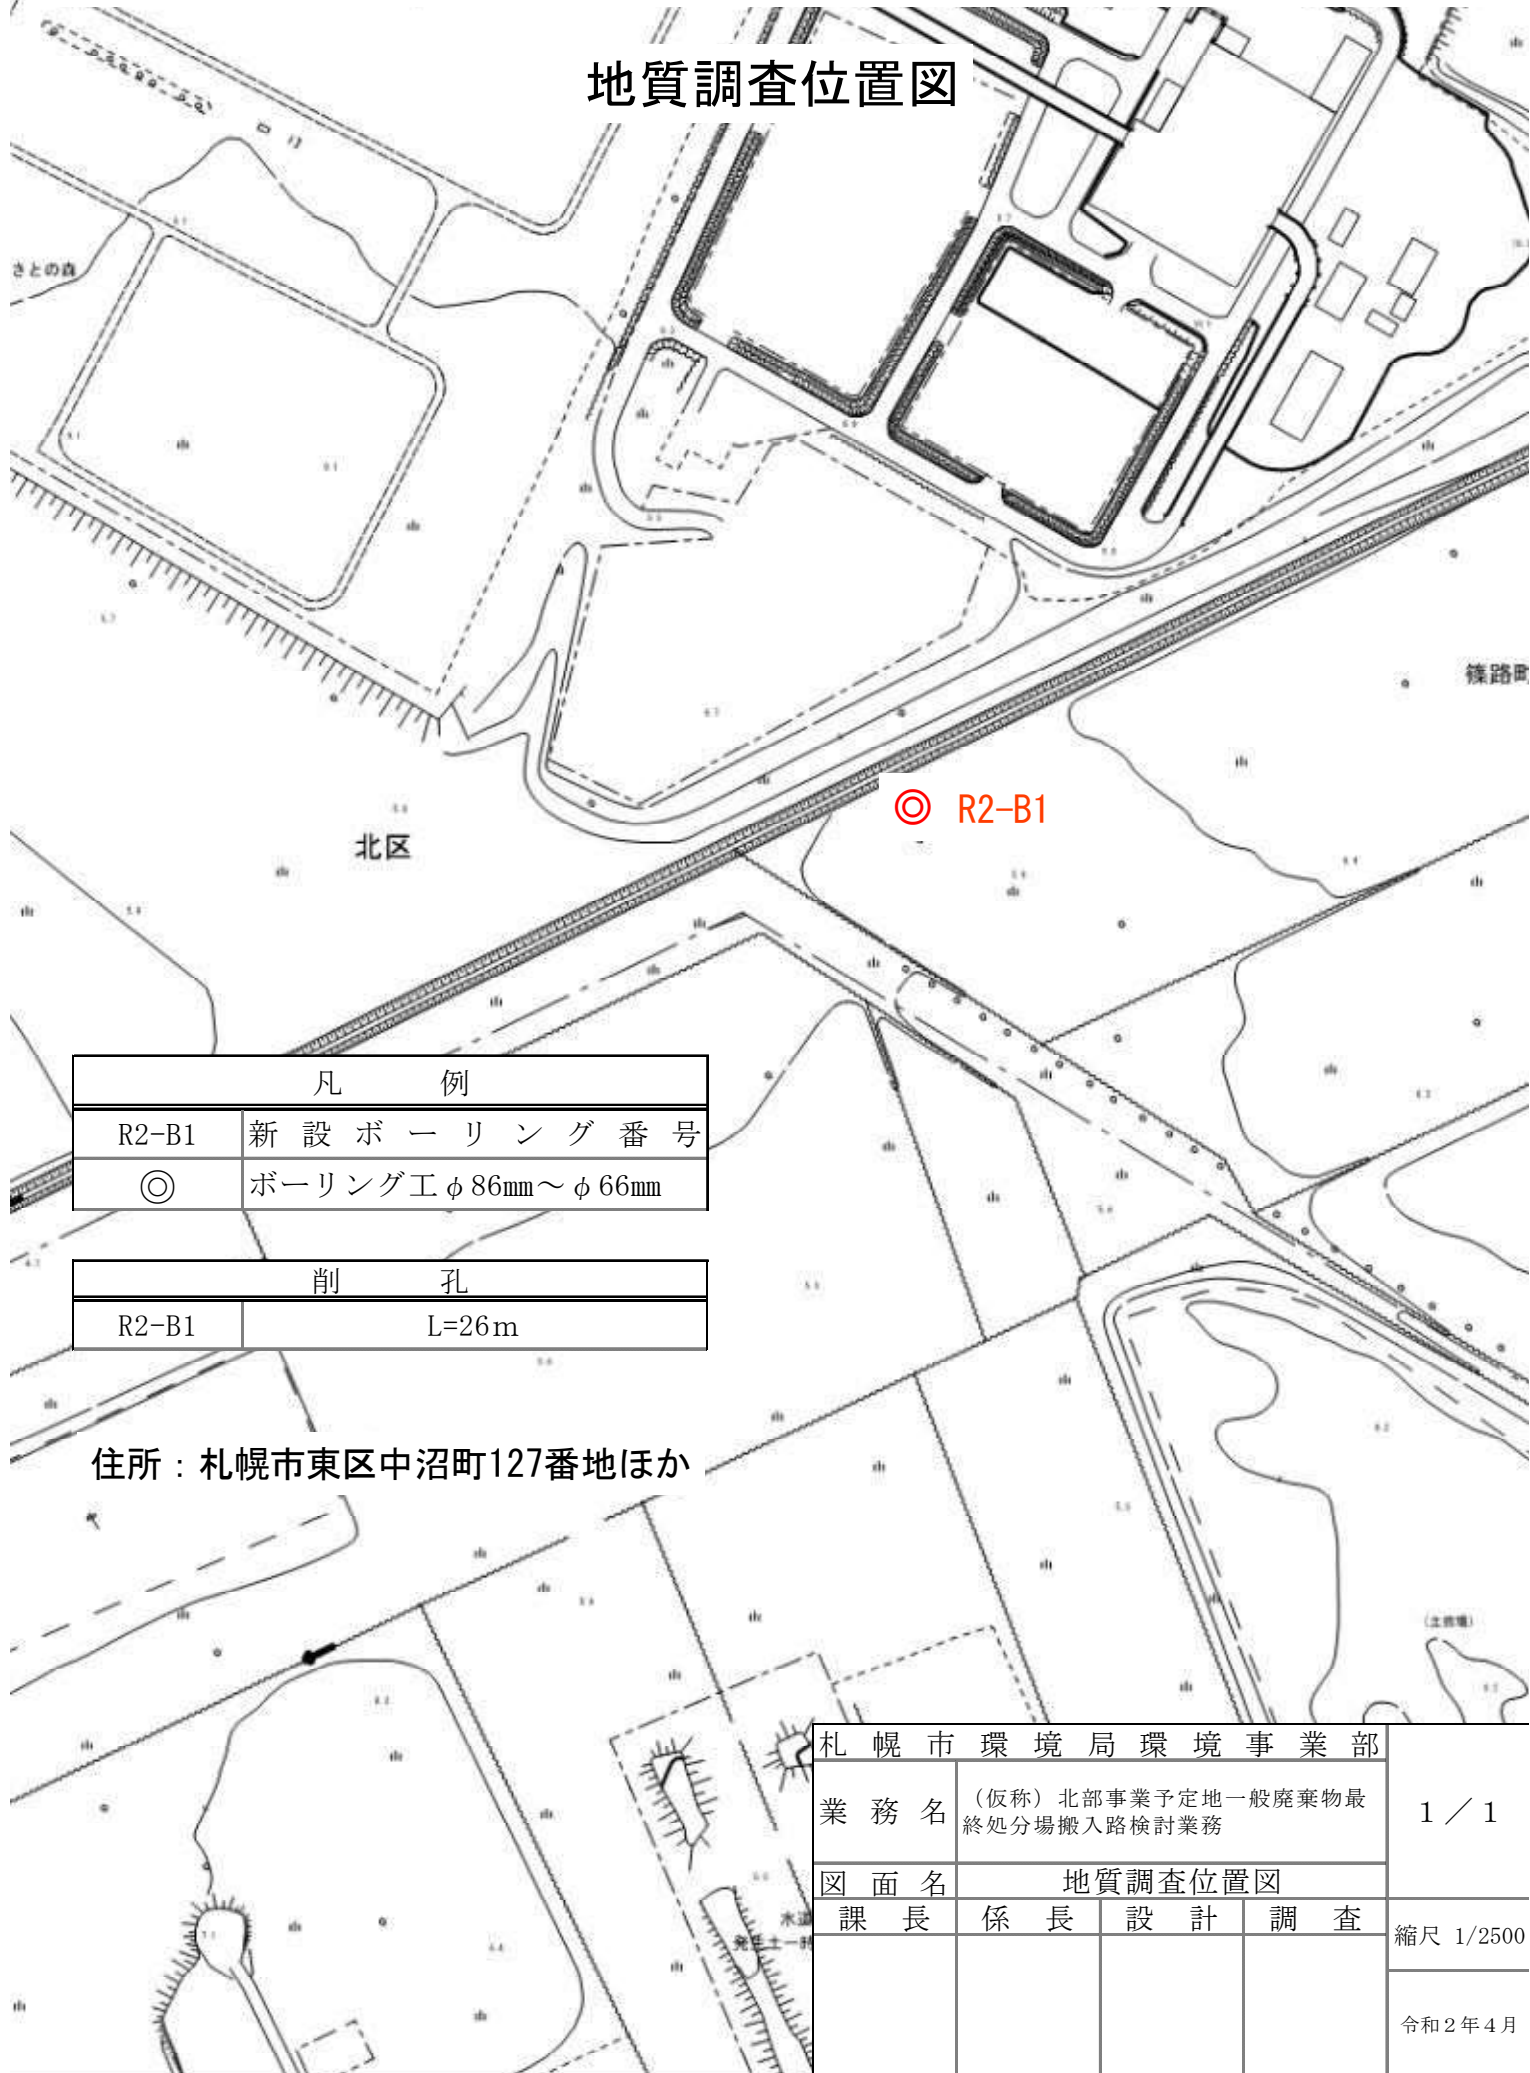 地質調査位置図
さとの森
篠路町
R2-B1
北区
凡 例
R2-B1 新設ボーリング番号
◎ ボーリング工φ86mm～φ66mm
削 孔
R2-B1 L=26m
住所：札幌市東区中沼町127番地ほか
水道
発生土一時
札幌市環境局環境事業部
業務名 （仮称）北部事業予定地一般廃棄物最
終処分場搬入路検討業務
1／1
図面名 地質調査位置図
課長 係長 設計 調査
縮尺 1/2500
令和2年4月